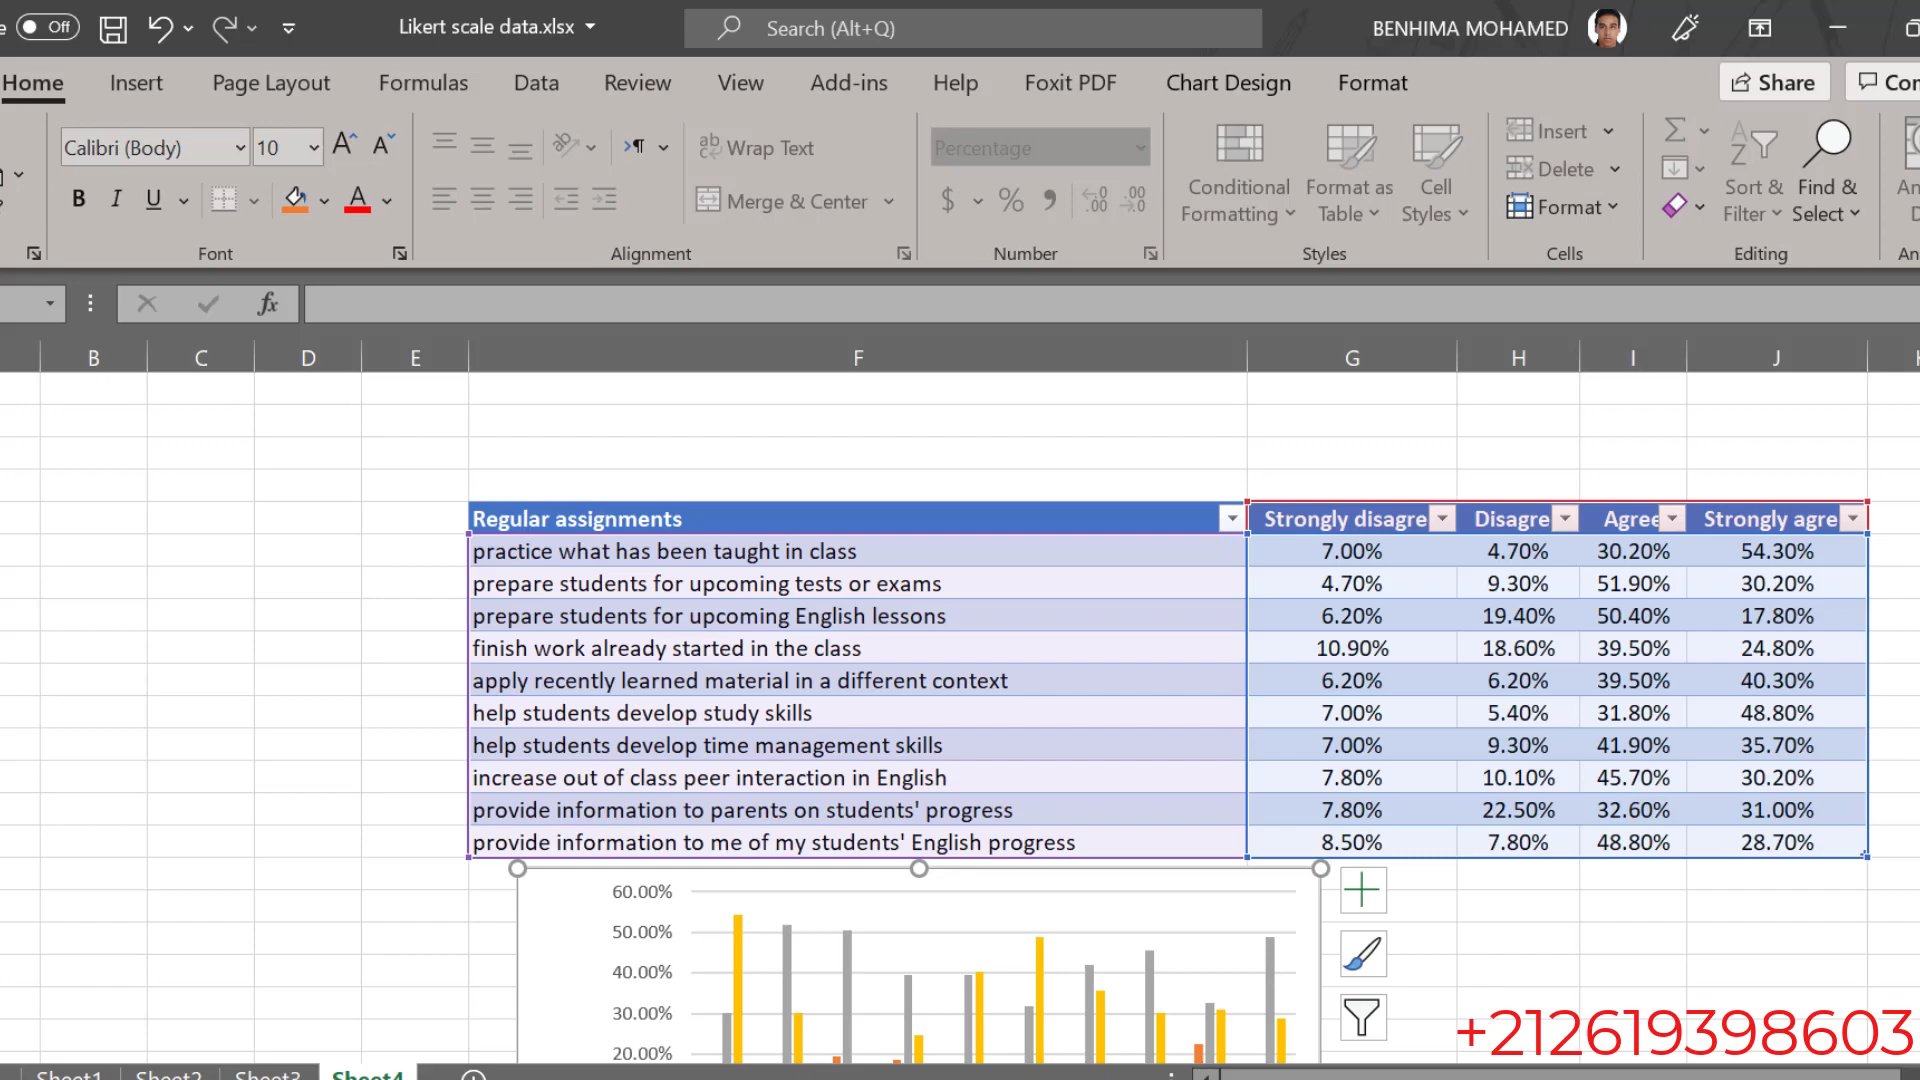 e Off Likert scale data.xlsx Search (Alt+Q) BENHIMA MOHAMED
Home Insert Page Layout Formulas Data Review View Add-ins Help Foxit PDF Chart Design Format Share
Calibri (Body) 10 A A ab Wrap Text Percentage Conditional Formatting Format as Table Cell Styles Insert Delete Format Sort & Filter Find & Select
B I U A Merge & Center $ % 9
Font Alignment Number Styles Cells Editing
fx
B C D E F G H I J
Regular assignments Strongly disagre Disagre Agree Strongly agre
practice what has been taught in class 7.00% 4.70% 30.20% 54.30%
prepare students for upcoming tests or exams 4.70% 9.30% 51.90% 30.20%
prepare students for upcoming English lessons 6.20% 19.40% 50.40% 17.80%
finish work already started in the class 10.90% 18.60% 39.50% 24.80%
apply recently learned material in a different context 6.20% 6.20% 39.50% 40.30%
help students develop study skills 7.00% 5.40% 31.80% 48.80%
help students develop time management skills 7.00% 9.30% 41.90% 35.70%
increase out of class peer interaction in English 7.80% 10.10% 45.70% 30.20%
provide information to parents on students' progress 7.80% 22.50% 32.60% 31.00%
provide information to me of my students' English progress 8.50% 7.80% 48.80% 28.70%
60.00%
50.00%
40.00%
30.00%
20.00%
+212619398603
Sheet1 Sheet2 Sheet3 Sheet4